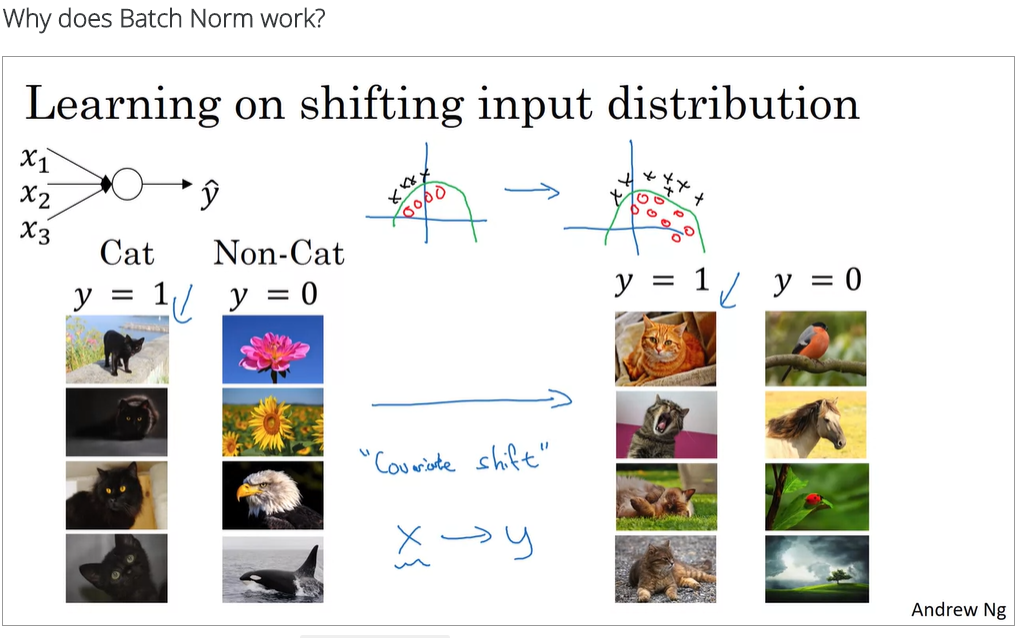 Why does Batch Norm work?
Learning on shifting input distribution
x₁
x₂
x₃
ŷ
Cat Non-Cat
y = 1 y = 0
y = 1 y = 0
"Covariate shift"
x → y
Andrew Ng